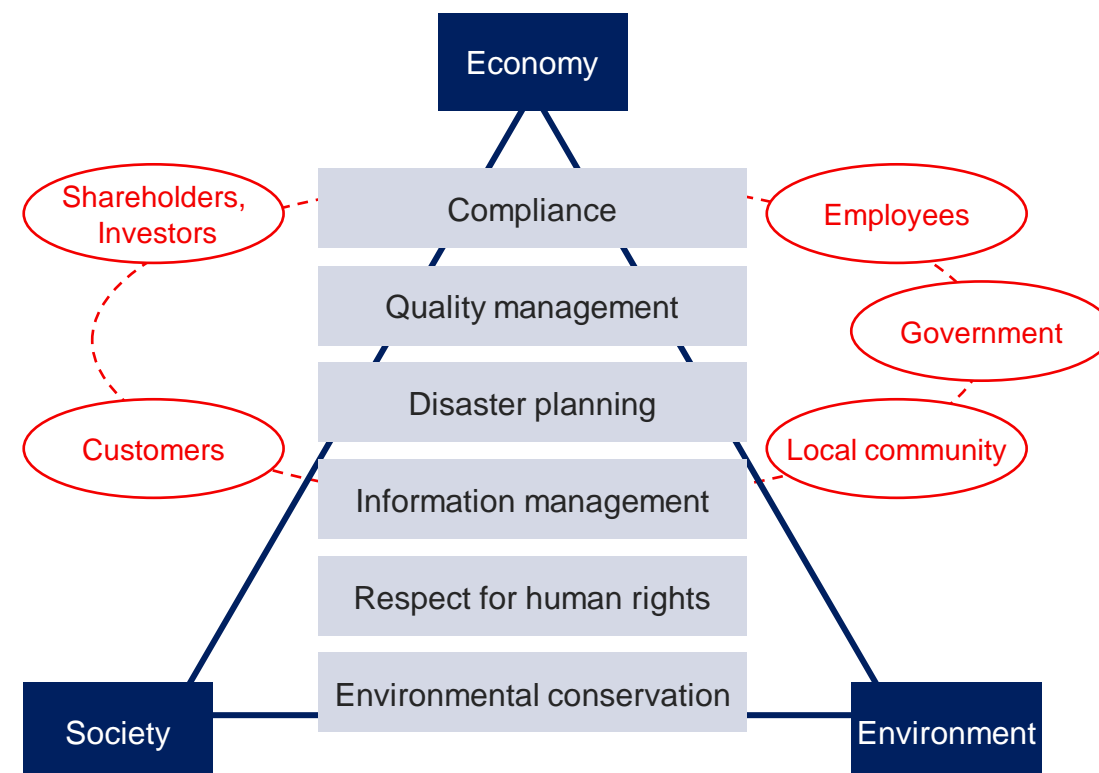 Economy
Shareholders,
Investors
Compliance
Employees
Quality management
Government
Disaster planning
Customers
Local community
Information management
Respect for human rights
Environmental conservation
Society
Environment